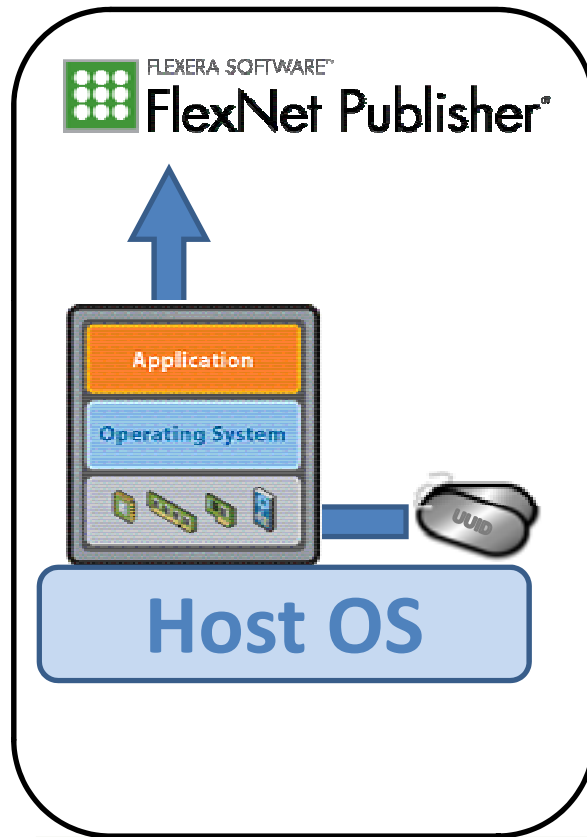 FLEXERA SOFTWARE™
FlexNet Publisher®
Application
Operating System
UUID
Host OS